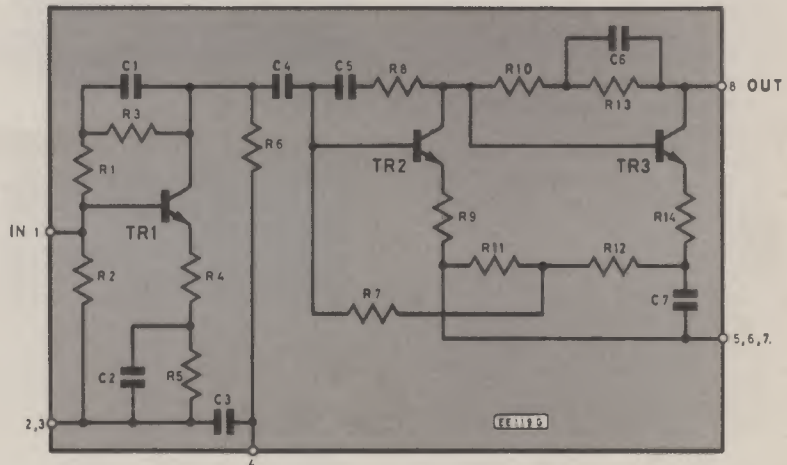 C1
C4
C5
R8
R10
C6
8 OUT
R3
R13
R6
R1
TR2
TR3
TR1
R9
R14
IN 1
R11
R12
R2
R4
R7
C7
5,6,7.
C2
R5
C3
2,3
EE119G
4